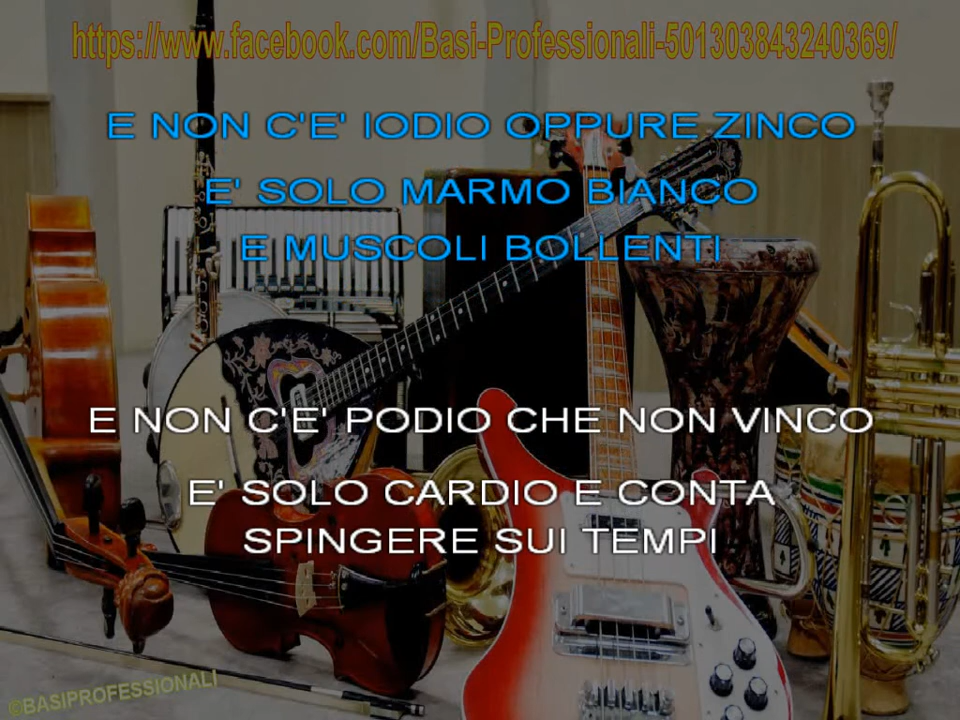 https://www.facebook.com/Basi-Professionali-501303843240369/
E NON C'E' IODIO OPPURE ZINCO
E' SOLO MARMO BIANCO
E MUSCOLI BOLLENTI
E NON C'E' PODIO CHE NON VINCO
E' SOLO CARDIO E CONTA
SPINGERE SUI TEMPI
©BASIPROFESSIONALI